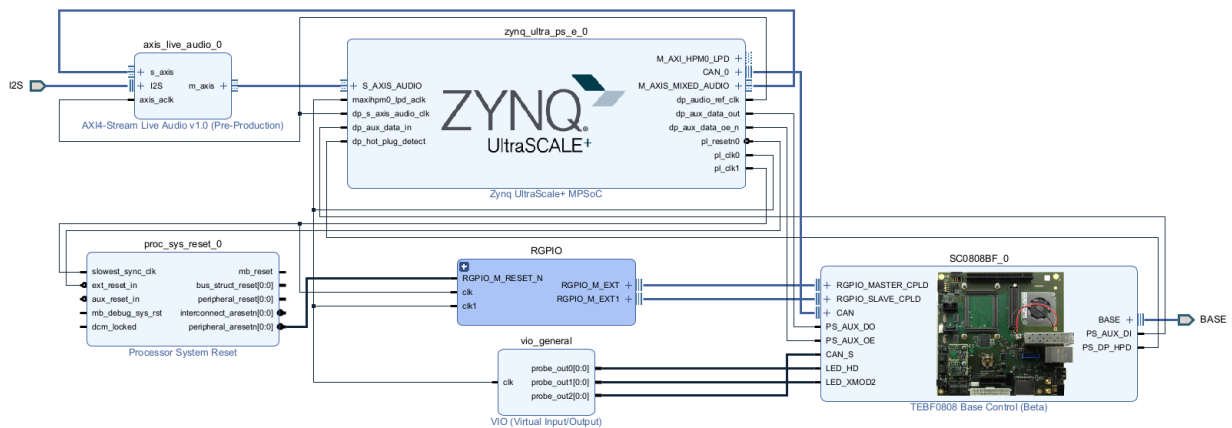 zynq_ultra_ps_e_0
axis_live_audio_0
s_axis
I2S
I2S
m_axis
axis_aclk
AXI4-Stream Live Audio v1.0 (Pre-Production)
S_AXIS_AUDIO
maxihpm0_lpd_aclk
dp_s_axis_audio_clk
dp_aux_data_in
dp_hot_plug_detect
ZYNQ
UltraSCALE+
M_AXI_HPM0_LPD
CAN_0
M_AXIS_MIXED_AUDIO
dp_audio_ref_clk
dp_aux_data_out
dp_aux_data_oe_n
pl_resetn0
pl_clk0
pl_clk1
Zynq UltraScale+ MPSoC
proc_sys_reset_0
slowest_sync_clk
ext_reset_in
aux_reset_in
mb_debug_sys_rst
dcm_locked
mb_reset
bus_struct_reset[0:0]
peripheral_reset[0:0]
interconnect_aresetn[0:0]
peripheral_aresetn[0:0]
Processor System Reset
RGPIO
RGPIO_M_RESET_N
clk
clk1
RGPIO_M_EXT
RGPIO_M_EXT1
SC0808BF_0
RGPIO_MASTER_CPLD
RGPIO_SLAVE_CPLD
CAN
PS_AUX_DO
PS_AUX_OE
CAN_S
LED_HD
LED_XMOD2
BASE
PS_AUX_DI
PS_DP_HPD
BASE
TEBF0808 Base Control (Beta)
vio_general
clk
probe_out0[0:0]
probe_out1[0:0]
probe_out2[0:0]
VIO (Virtual Input/Output)